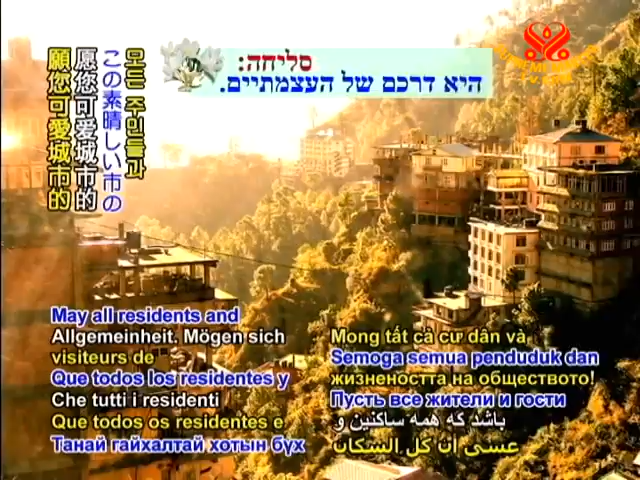 סליחה:
היא דרכם של העצמתיים.
願您可愛城市的
愿您可爱城市的
この素晴しい市の
모든 주민들과
May all residents and
Allgemeinheit. Mögen sich
visiteurs de
Que todos los residentes y
Che tutti i residenti
Que todos os residentes e
Танай гайхалтай хотын бүх
Mong tất cả cư dân và
Semoga semua penduduk dan
жизнеността на обществото!
Пусть все жители и гости
باشد که همه ساکنین و
عسى أن كل السكان